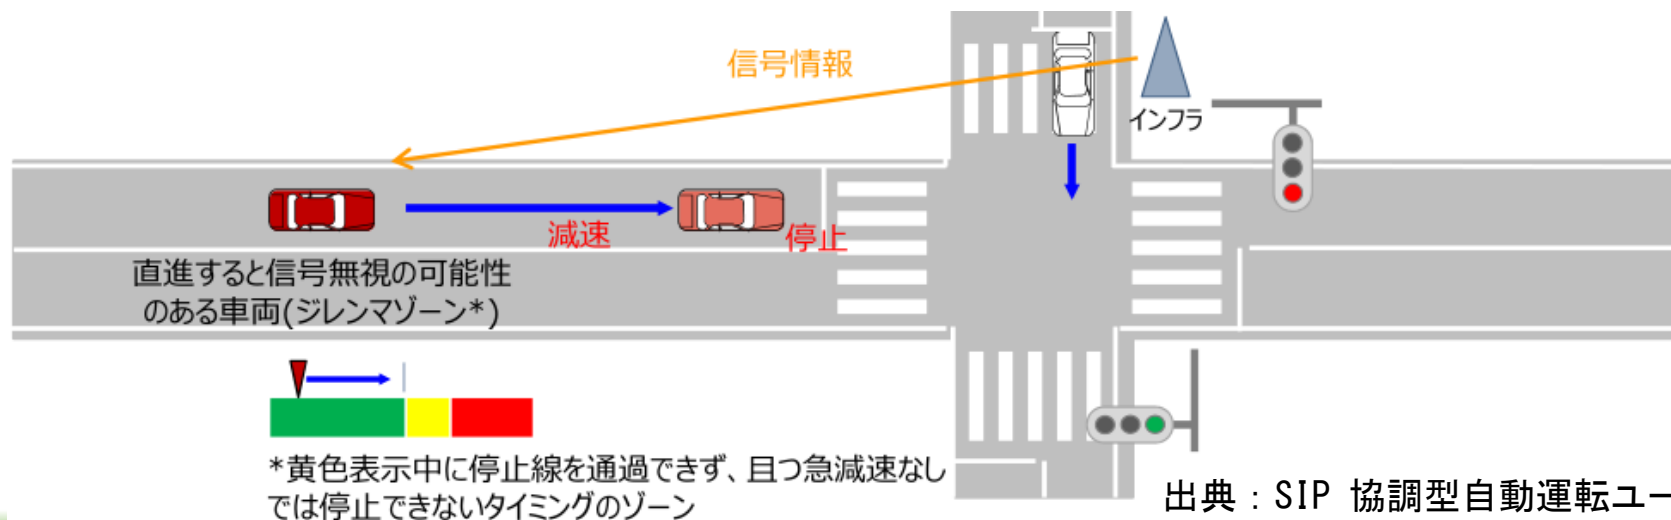 信号情報
インフラ
減速
停止
直進すると信号無視の可能性
のある車両(ジレンマゾーン*)
*黄色表示中に停止線を通過できず、且つ急減速なし
では停止できないタイミングのゾーン
出典：SIP 協調型自動運転ユー